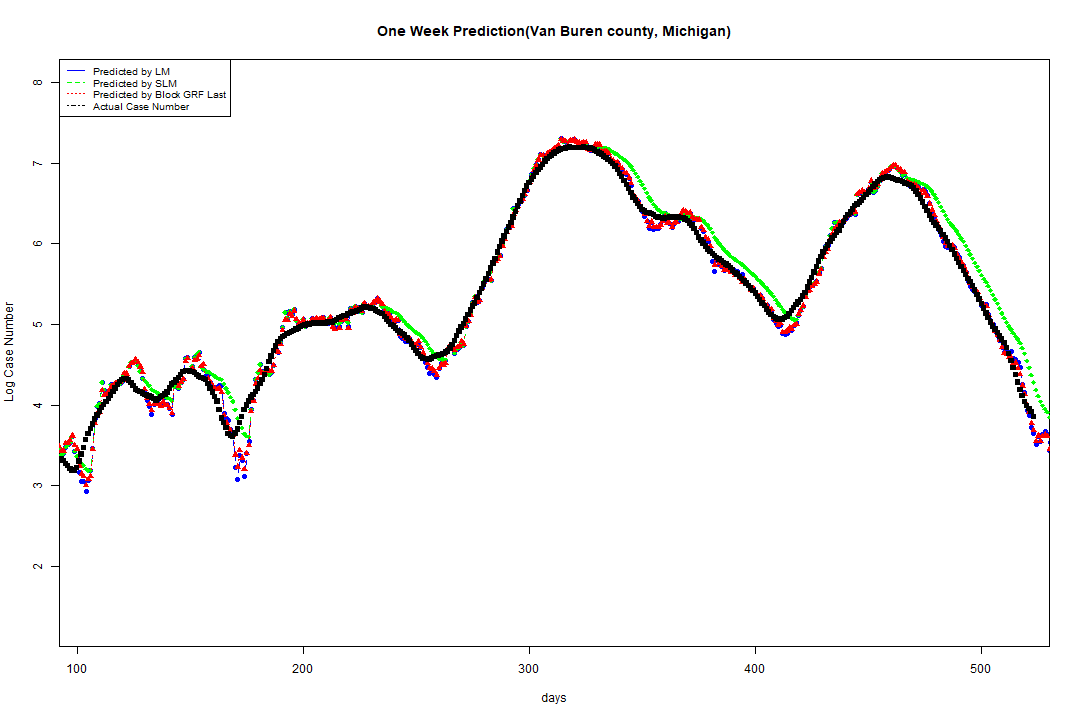 One Week Prediction(Van Buren county, Michigan)
Predicted by LM
Predicted by SLM
Predicted by Block GRF Last
Actual Case Number
8
7
6
5
4
3
2
Log Case Number
100 200 300 400 500
days